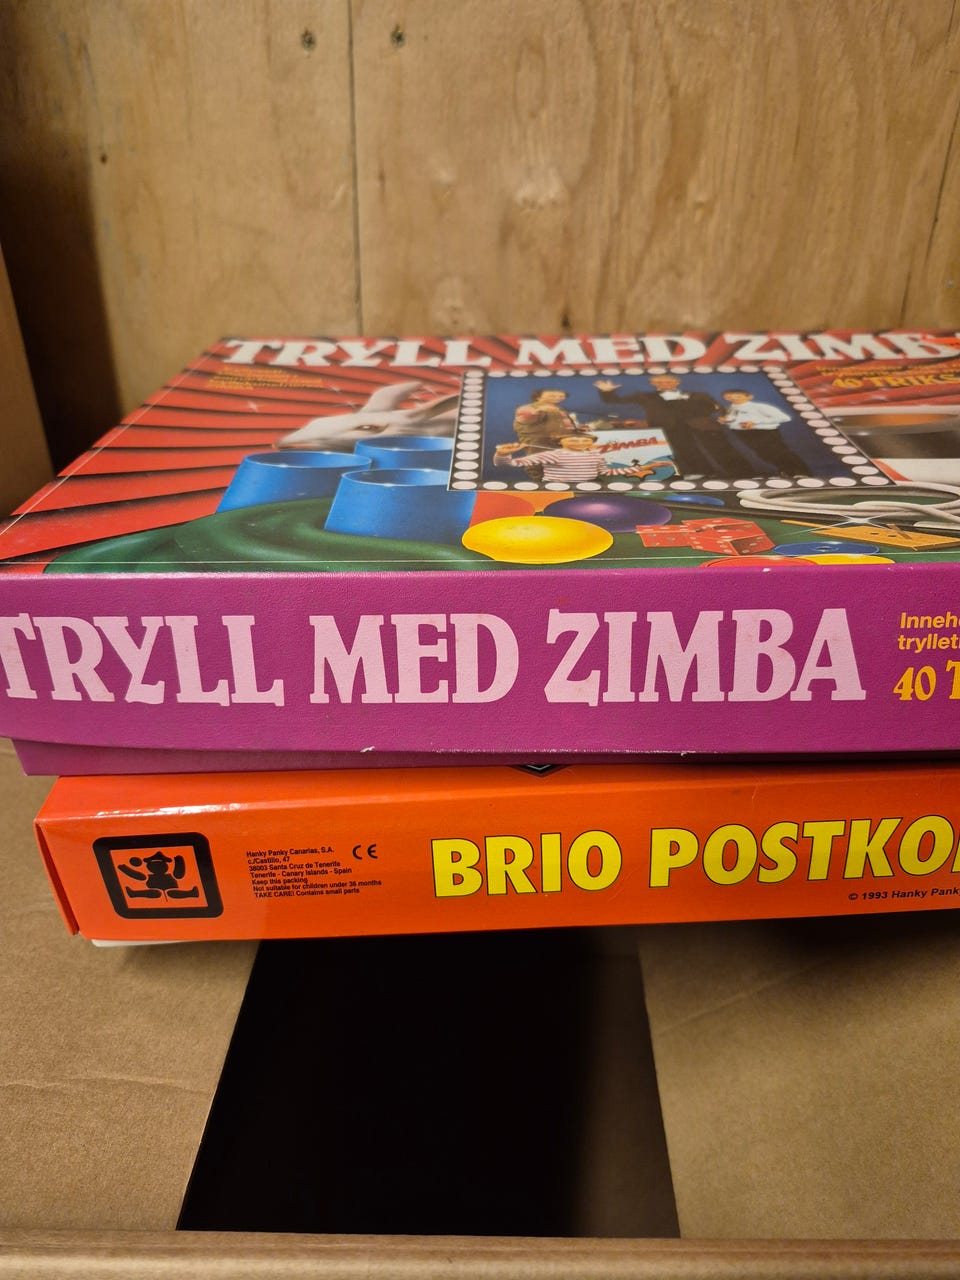 TRYLL MED ZIMB
40 TRIKS
ZIMBA
TRYLL MED ZIMBA
Inneh
tryllet
40 T
Hanky Panky Canarias, S.A.
c/Castillo, 47
38003 Santa Cruz de Tenerife
Tenerife - Canary Islands - Spain
Keep this packing
Not suitable for children under 36 months
TAKE CARE! Contains small parts
CE
BRIO POSTKO
© 1993 Hanky Pank